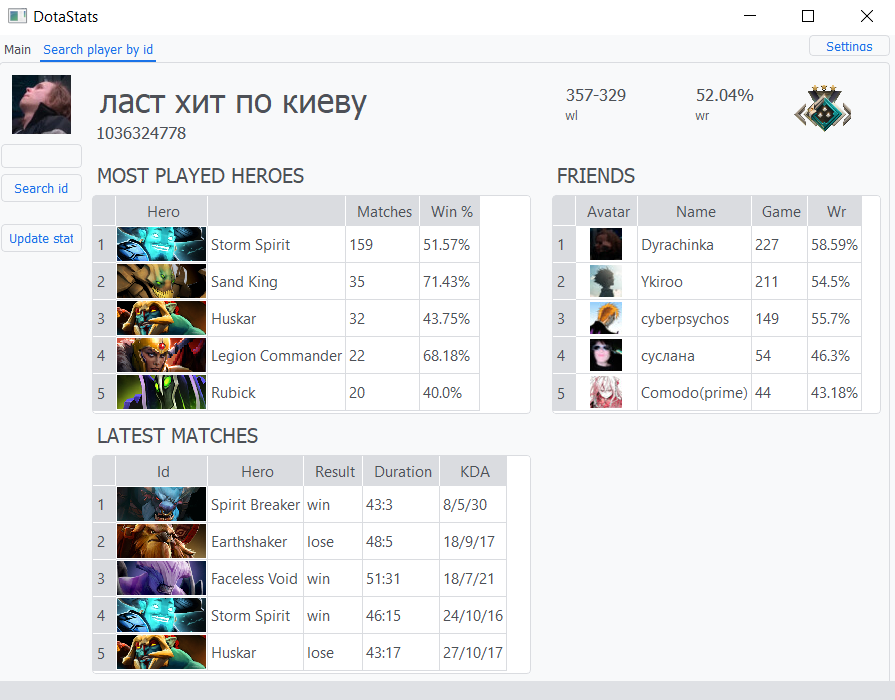 DotaStats
Main Search player by id Settings
ласт хит по киеву 357-329 52.04%
1036324778 wl wr
Search id
Update stat
MOST PLAYED HEROES
Hero Matches Win %
1 Storm Spirit 159 51.57%
2 Sand King 35 71.43%
3 Huskar 32 43.75%
4 Legion Commander 22 68.18%
5 Rubick 20 40.0%
FRIENDS
Avatar Name Game Wr
1 Dyrachinka 227 58.59%
2 Ykiroo 211 54.5%
3 cyberpsychos 149 55.7%
4 суслана 54 46.3%
5 Comodo(prime) 44 43.18%
LATEST MATCHES
Id Hero Result Duration KDA
1 Spirit Breaker win 43:3 8/5/30
2 Earthshaker lose 48:5 18/9/17
3 Faceless Void win 51:31 18/7/21
4 Storm Spirit win 46:15 24/10/16
5 Huskar lose 43:17 27/10/17